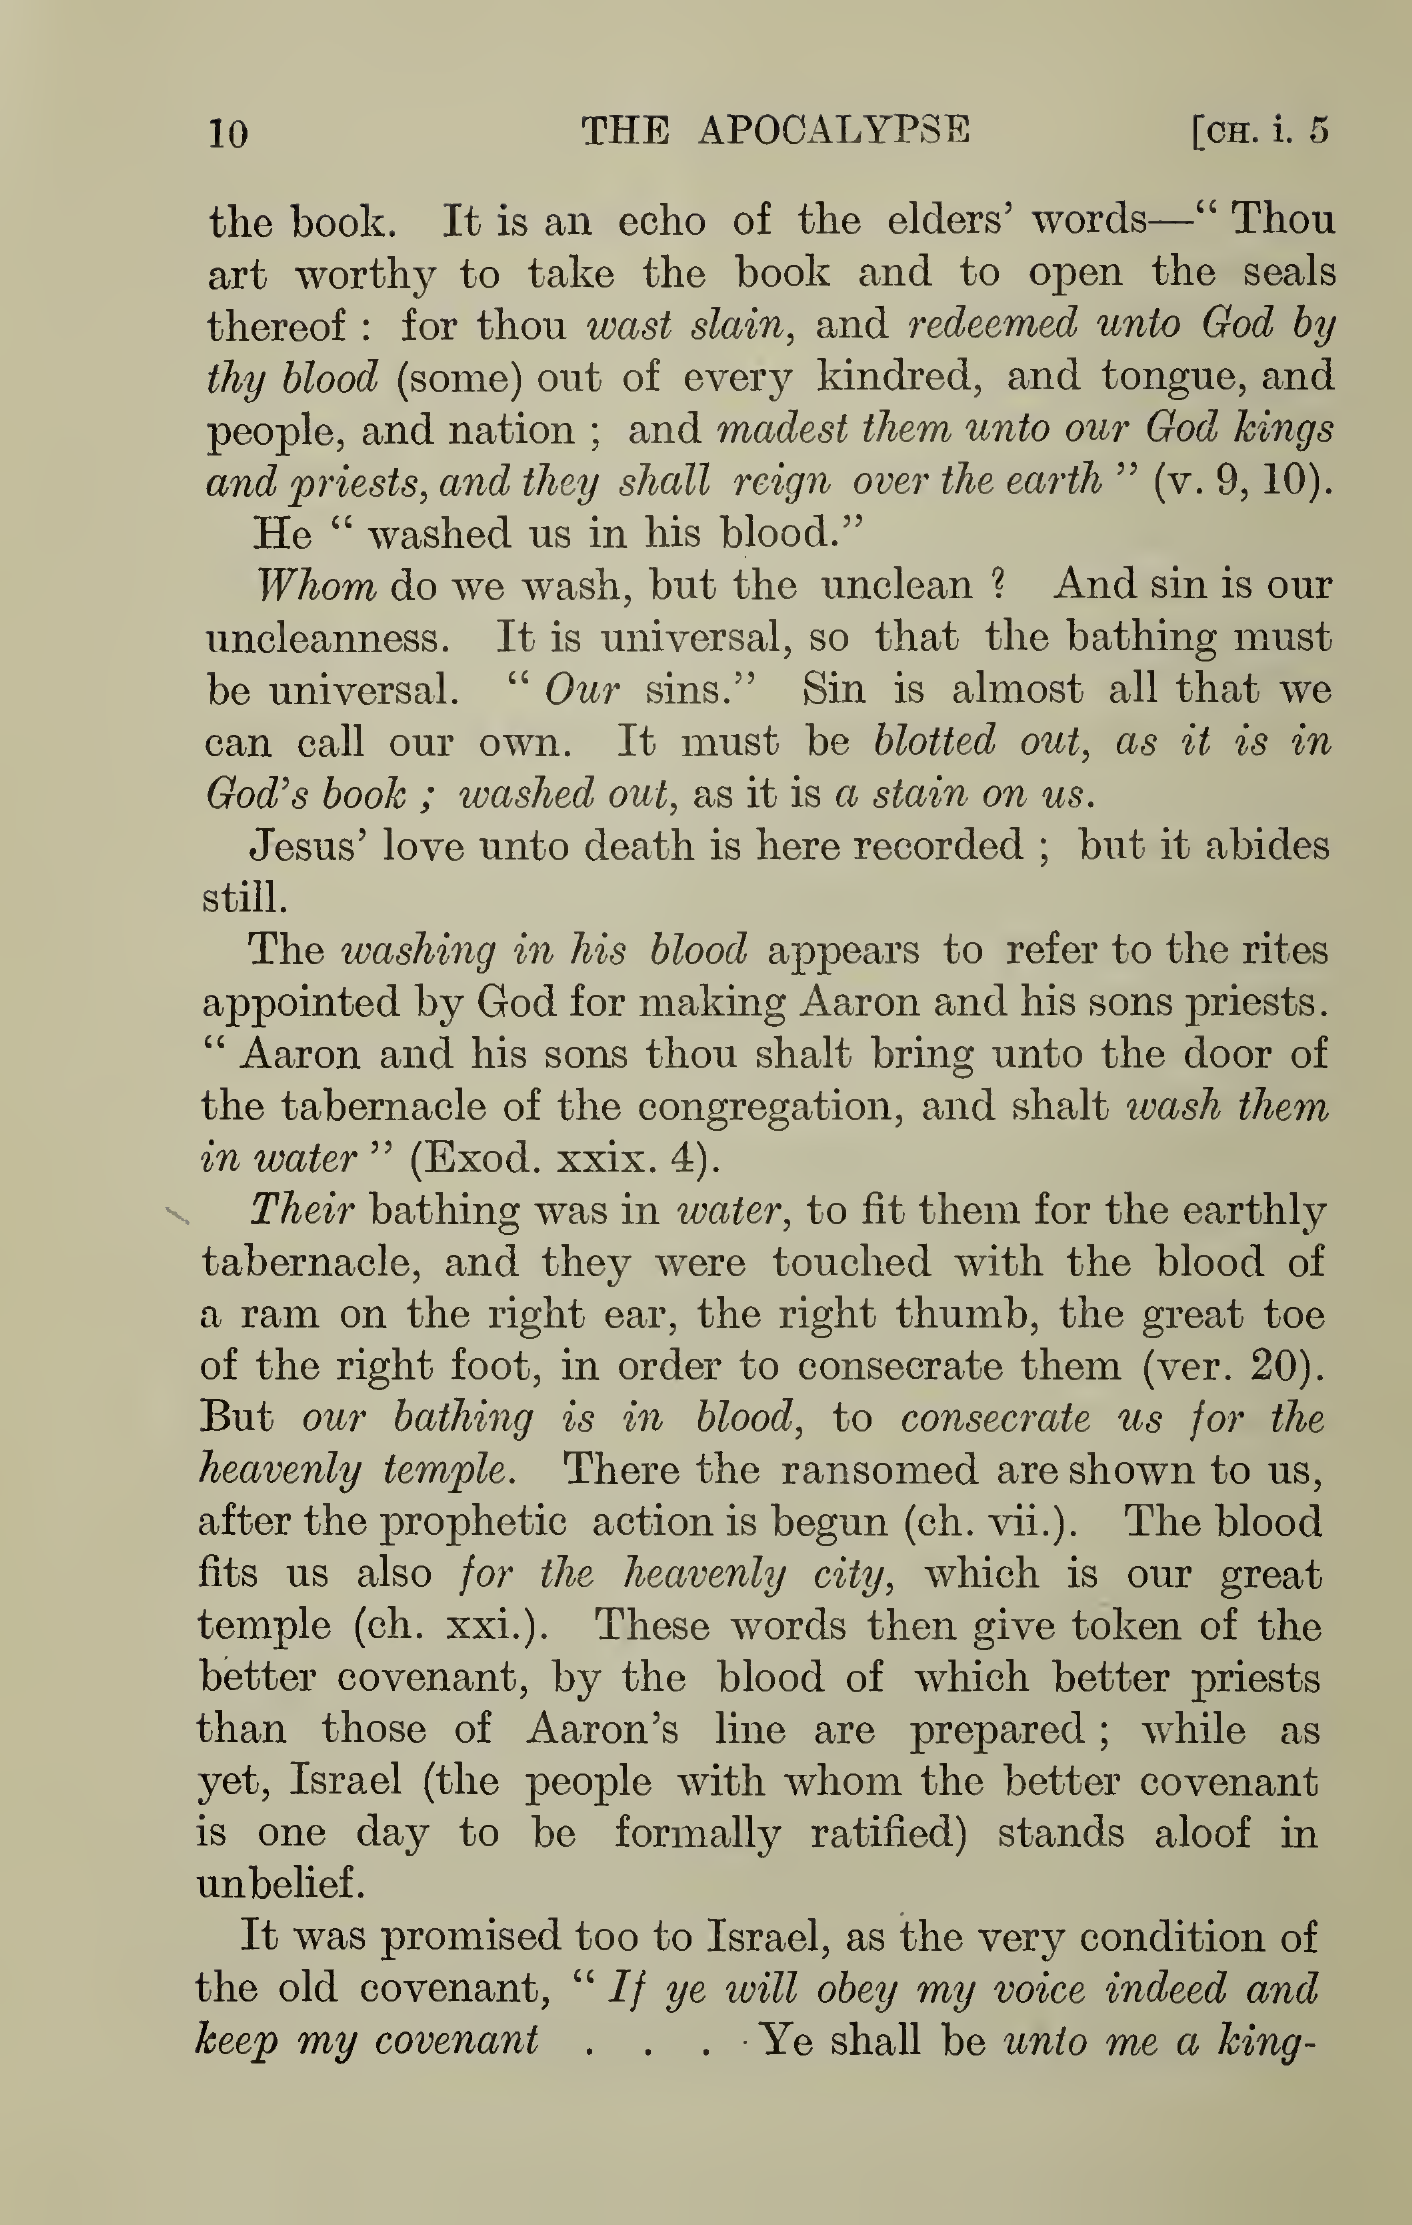 10 THE APOCALYPSE [CH. i. 5
the book. It is an echo of the elders’ words—“ Thou
art worthy to take the book and to open the seals
thereof : for thou wast slain, and redeemed unto God by
thy blood (some) out of every kindred, and tongue, and
people, and nation ; and madest them unto our God kings
and priests, and they shall reign over the earth ” (v. 9, 10).
He “ washed us in his blood.”
Whom do we wash, but the unclean ? And sin is our
uncleanness. It is universal, so that the bathing must
be universal. “ Our sins.” Sin is almost all that we
can call our own. It must be blotted out, as it is in
God’s book ; washed out, as it is a stain on us.
Jesus’ love unto death is here recorded ; but it abides
still.
The washing in his blood appears to refer to the rites
appointed by God for making Aaron and his sons priests.
“ Aaron and his sons thou shalt bring unto the door of
the tabernacle of the congregation, and shalt wash them
in water ” (Exod. xxix. 4).
Their bathing was in water, to fit them for the earthly
tabernacle, and they were touched with the blood of
a ram on the right ear, the right thumb, the great toe
of the right foot, in order to consecrate them (ver. 20).
But our bathing is in blood, to consecrate us for the
heavenly temple. There the ransomed are shown to us,
after the prophetic action is begun (ch. vii.). The blood
fits us also for the heavenly city, which is our great
temple (ch. xxi.). These words then give token of the
better covenant, by the blood of which better priests
than those of Aaron’s line are prepared ; while as
yet, Israel (the people with whom the better covenant
is one day to be formally ratified) stands aloof in
unbelief.
It was promised too to Israel, as the very condition of
the old covenant, “ If ye will obey my voice indeed and
keep my covenant . . . Ye shall be unto me a king-